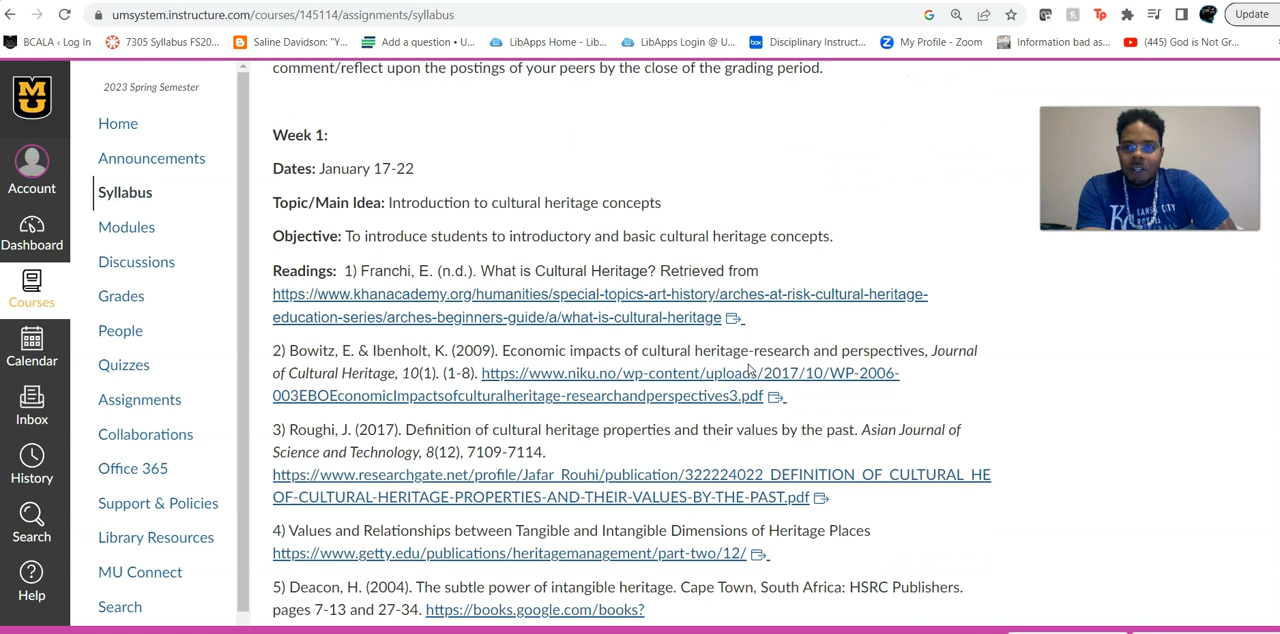 umsystem.instructure.com/courses/145114/assignments/syllabus
Update
BCALA ‹ Log In
7305 Syllabus FS20...
Saline Davidson: "Y...
Add a question • U...
LibApps Home - Lib...
LibApps Login @ U...
box
Disciplinary Instruct...
My Profile - Zoom
Information bad as...
(445) God is Not Gr...
Account
Dashboard
Courses
Calendar
Inbox
History
Search
Help
2023 Spring Semester
Home
Announcements
Syllabus
Modules
Discussions
Grades
People
Quizzes
Assignments
Collaborations
Office 365
Support & Policies
Library Resources
MU Connect
Search
comment/reflect upon the postings of your peers by the close of the grading period.
Week 1:
Dates: January 17-22
Topic/Main Idea: Introduction to cultural heritage concepts
Objective: To introduce students to introductory and basic cultural heritage concepts.
Readings: 1) Franchi, E. (n.d.). What is Cultural Heritage? Retrieved from
https://www.khanacademy.org/humanities/special-topics-art-history/arches-at-risk-cultural-heritage-
education-series/arches-beginners-guide/a/what-is-cultural-heritage
2) Bowitz, E. & Ibenholt, K. (2009). Economic impacts of cultural heritage-research and perspectives, Journal
of Cultural Heritage, 10(1). (1-8). https://www.niku.no/wp-content/uploads/2017/10/WP-2006-
003EBOEconomicImpactsofculturalheritage-researchandperspectives3.pdf
3) Roughi, J. (2017). Definition of cultural heritage properties and their values by the past. Asian Journal of
Science and Technology, 8(12), 7109-7114.
https://www.researchgate.net/profile/Jafar_Rouhi/publication/322224022_DEFINITION_OF_CULTURAL_HE
OF-CULTURAL-HERITAGE-PROPERTIES-AND-THEIR-VALUES-BY-THE-PAST.pdf
4) Values and Relationships between Tangible and Intangible Dimensions of Heritage Places
https://www.getty.edu/publications/heritagemanagement/part-two/12/
5) Deacon, H. (2004). The subtle power of intangible heritage. Cape Town, South Africa: HSRC Publishers.
pages 7-13 and 27-34. https://books.google.com/books?
KANSAS CITY